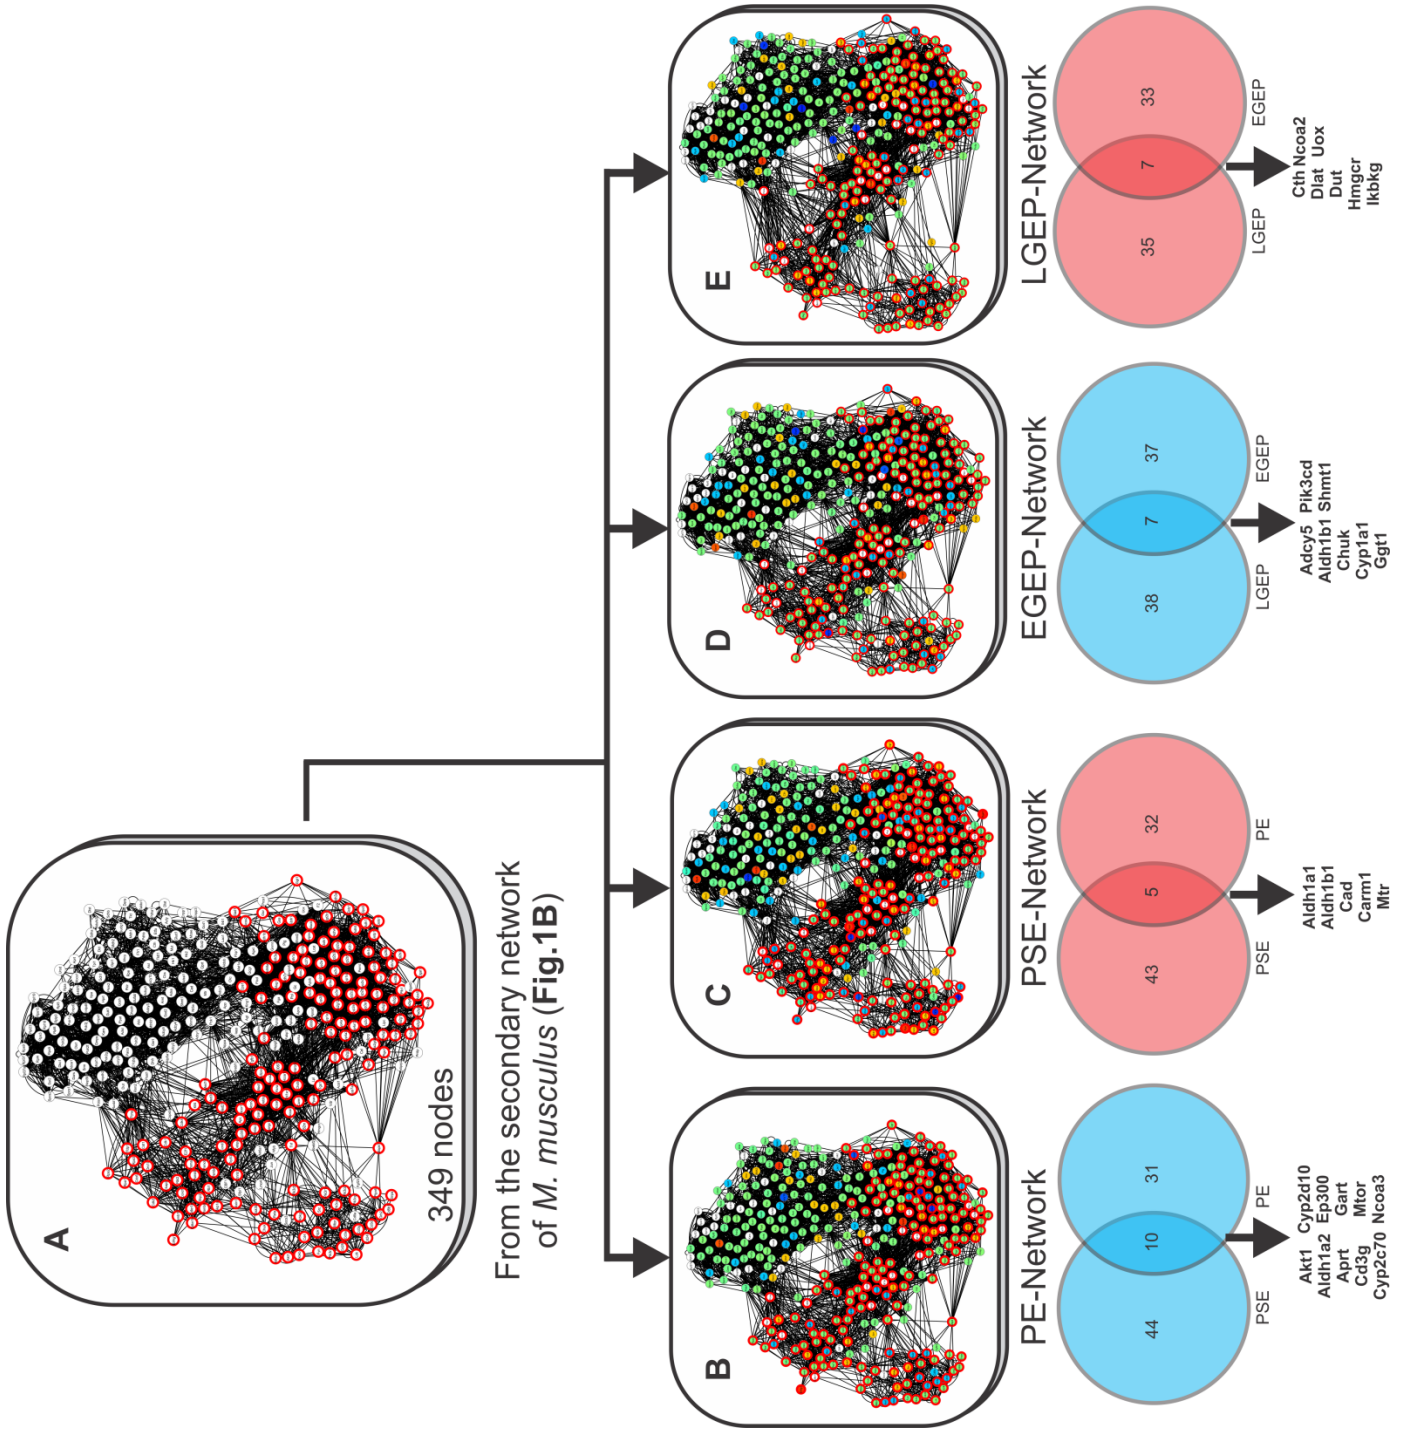 A
349 nodes
From the secondary network
of M. musculus (Fig.1B)
B
PE-Network
44
10
31
PSE
PE
Akt1 Cyp2d10
Aldh1a2 Ep300
Aprt Gart
Cd3g Mtor
Cyp2c70 Ncoa3
C
PSE-Network
43
5
32
PSE
PE
Aldh1a1
Aldh1b1
Cad
Carm1
Mtr
D
EGEP-Network
38
7
37
LGEP
EGEP
Adcy5 Pik3cd
Aldh1b1 Shmt1
Chuk
Cyp1a1
Ggt1
E
LGEP-Network
35
7
33
LGEP
EGEP
Cth Ncoa2
Dlat Uox
Dut
Hmgcr
Ikbkg